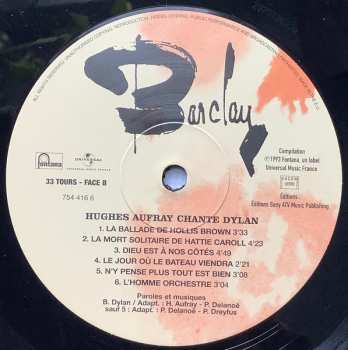 Barclay
fontana
UNIVERSAL
33 TOURS - FACE B
754 416 6
Compilation
Ⓟ 1993 Fontana, un label
Universal Music France
Éditions :
Éditions Sony ATV Music Publishing
HUGHES AUFRAY CHANTE DYLAN
1. LA BALLADE DE HOLLIS BROWN 3'33
2. LA MORT SOLITAIRE DE HATTIE CAROLL 4'23
3. DIEU EST À NOS CÔTÉS 4'49
4. LE JOUR OÙ LE BATEAU VIENDRA 2'21
5. N'Y PENSE PLUS TOUT EST BIEN 3'08
6. L'HOMME ORCHESTRE 3'04
Paroles et musiques
B. Dylan / Adapt. : H. Aufray - P. Delanoë
sauf 5 : Adapt. : P. Delanoë - P. Dreyfus